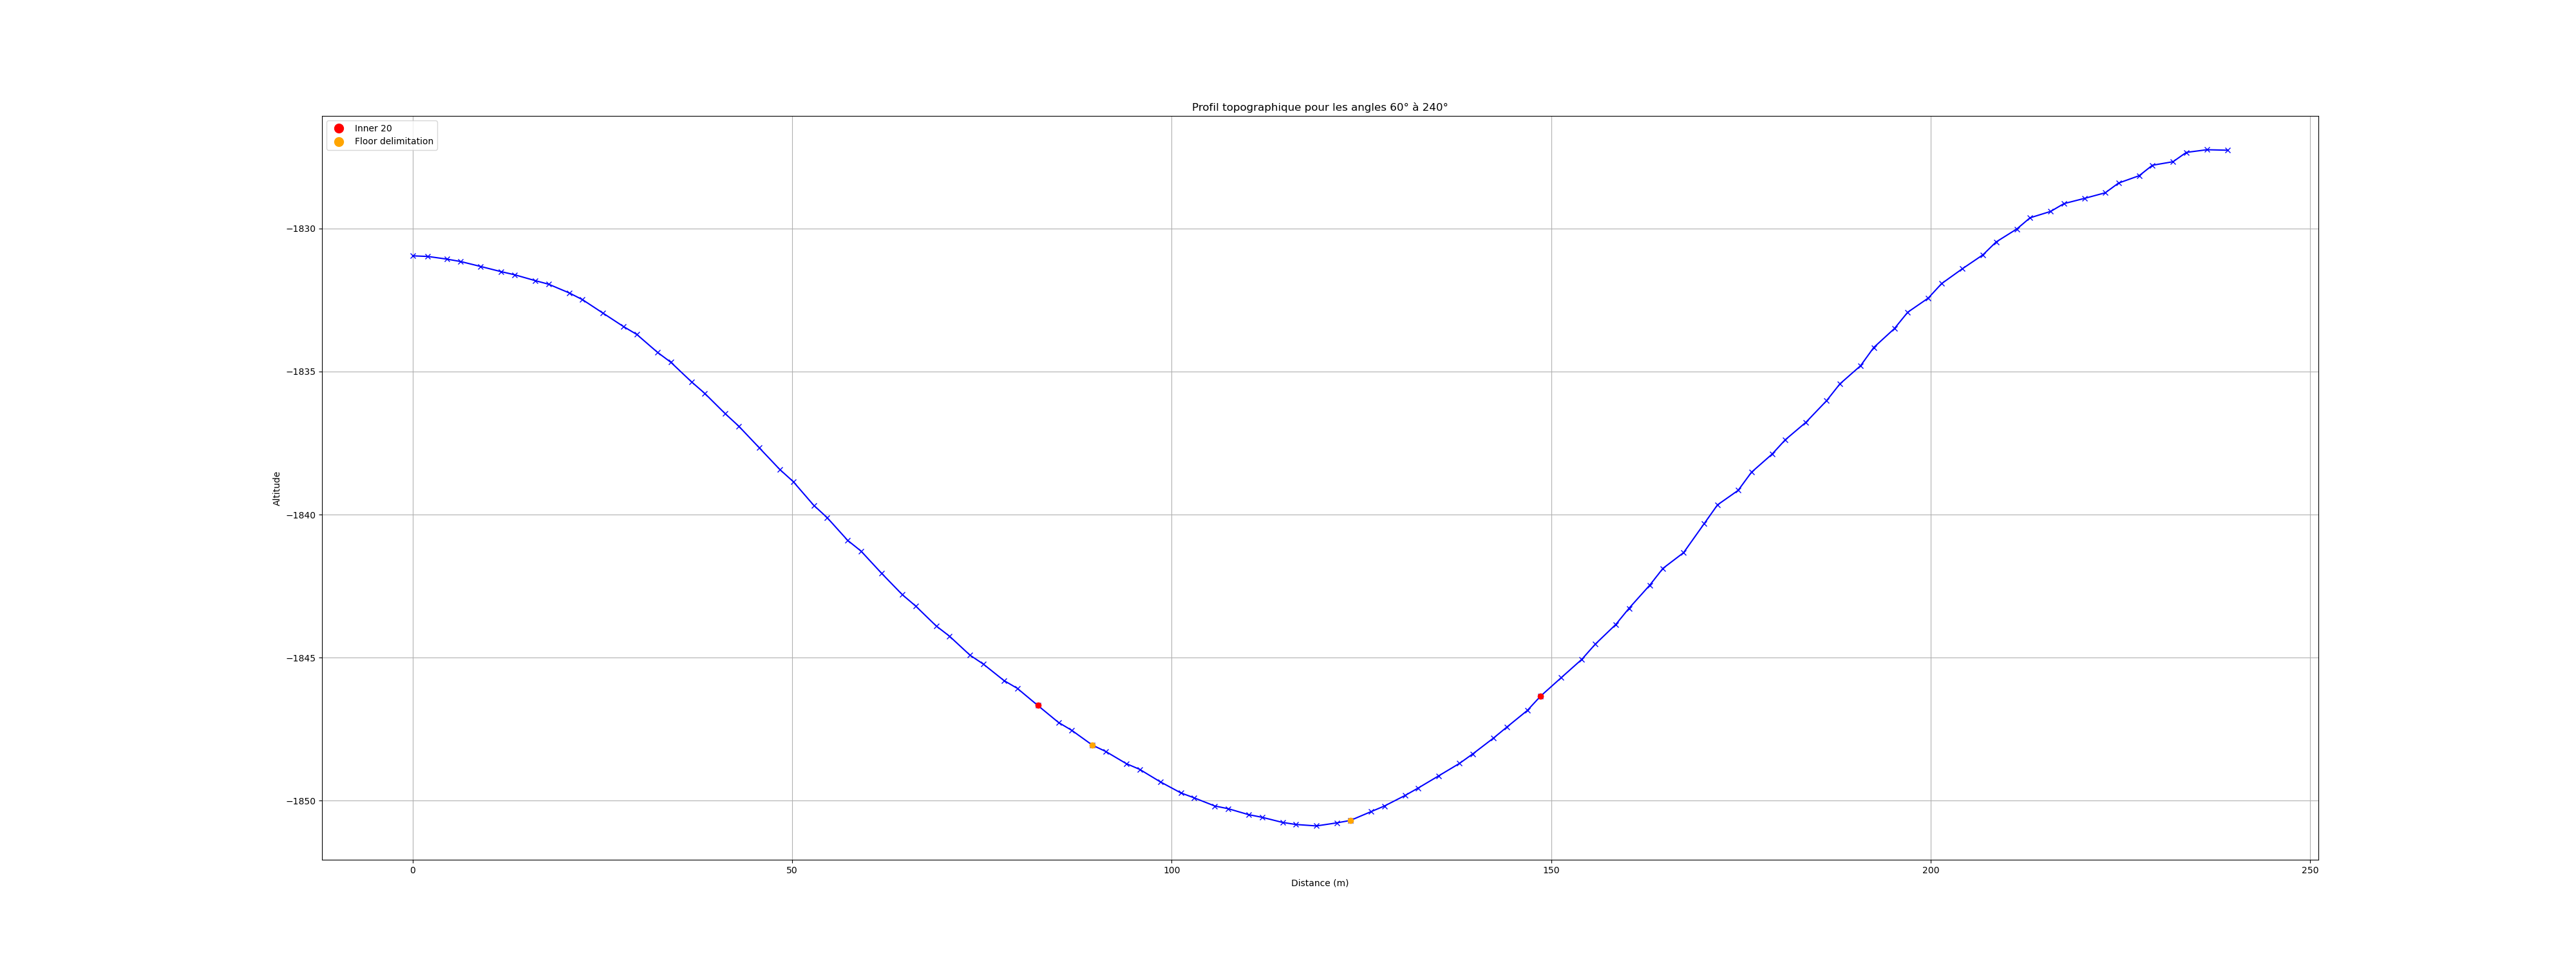 Profil topographique pour les angles 60° à 240°
Inner 20
Floor delimitation
Altitude
−1830
−1835
−1840
−1845
−1850
0
50
100
150
200
250
Distance (m)